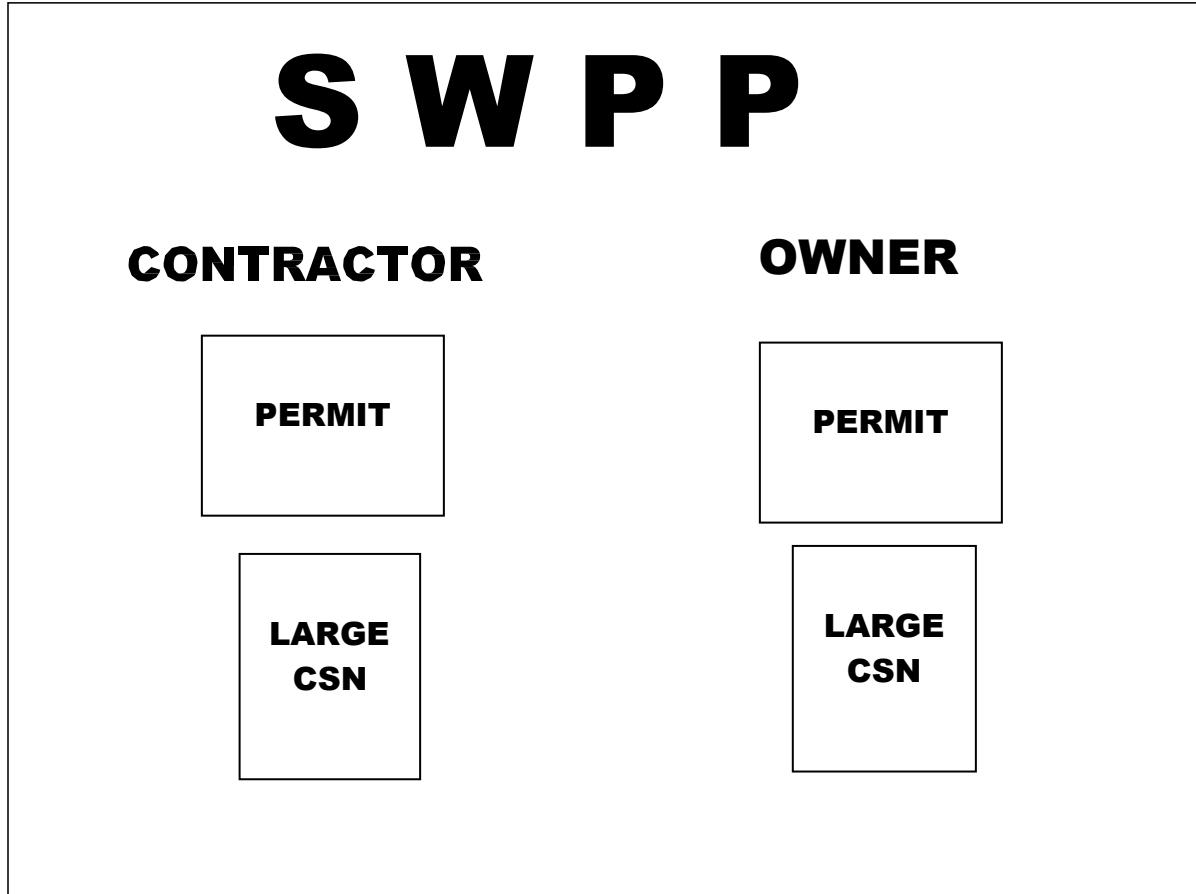 S W P P
CONTRACTOR
OWNER
PERMIT
PERMIT
LARGE
CSN
LARGE
CSN